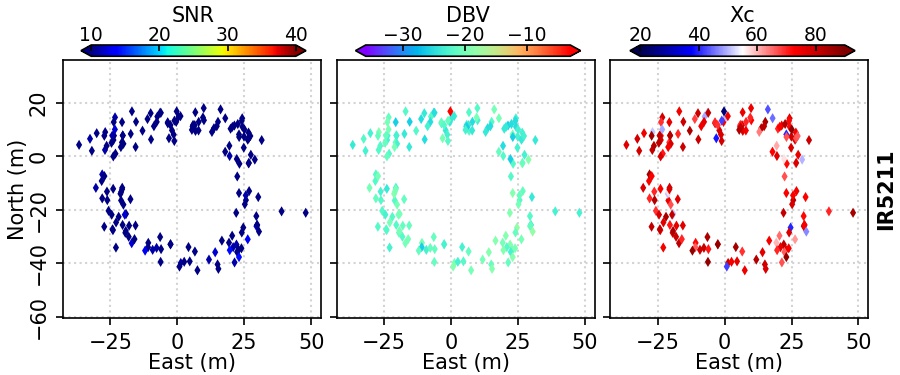 SNR DBV Xc
10 20 30 40 −30 −20 −10 20 40 60 80
20
0
−20
−40
−60
North (m)
−25 0 25 50 −25 0 25 50 −25 0 25 50
East (m) East (m) East (m)
IR5211